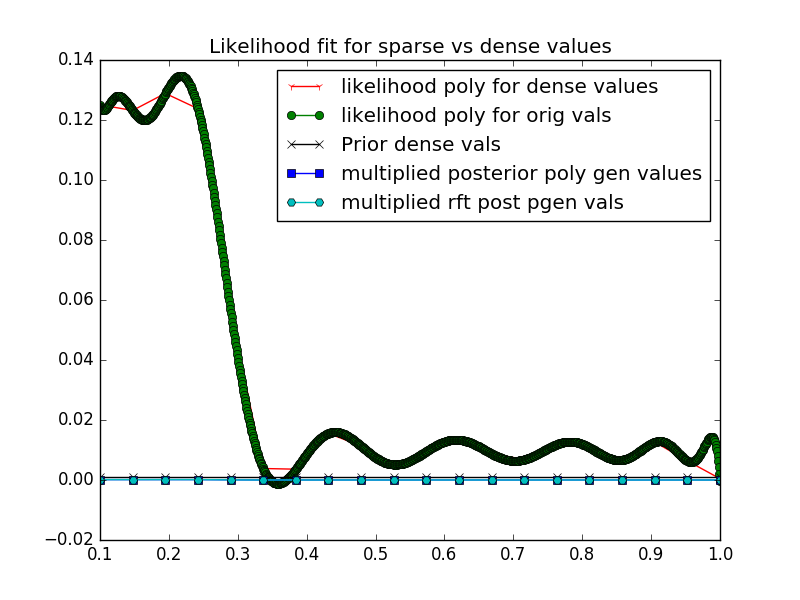 Likelihood fit for sparse vs dense values
0.14
0.12
0.10
0.08
0.06
0.04
0.02
0.00
−0.02
likelihood poly for dense values
likelihood poly for orig vals
Prior dense vals
multiplied posterior poly gen values
multiplied rft post pgen vals
0.1 0.2 0.3 0.4 0.5 0.6 0.7 0.8 0.9 1.0